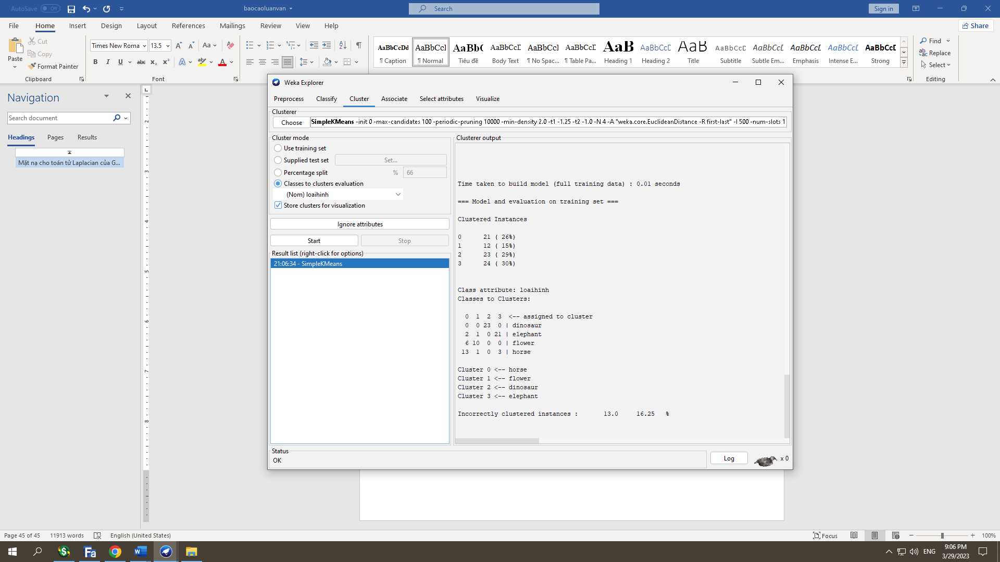 AutoSave Off
baocaoluanvan
Search
Sign in
File Home Insert Design Layout References Mailings Review View Help
Share
Paste
Cut
Copy
Format Painter
Clipboard
Times New Roma 13.5
Font
AaBbCcDd ¶ Caption
AaBbCcI ¶ Normal
AaBb( Tiêu đề
AaBbCcI Body Text
AaBbCcI ¶ No Spac...
AaBbCcI ¶ Table Pa...
AaB Heading 1
AaBbCcC Heading 2
AaB Title
AaBbCcD Subtitle
AaBbCcL Subtle Em...
AaBbCcL Emphasis
AaBbCcL Intense E...
AaBbCcI Strong
Find
Replace
Select
Editing
Navigation
Search document
Headings Pages Results
Mặt nạ cho toán tử Laplacian của G...
Weka Explorer
Preprocess Classify Cluster Associate Select attributes Visualize
Clusterer
Choose SimpleKMeans -init 0 -max-candidates 100 -periodic-pruning 10000 -min-density 2.0 -t1 -1.25 -t2 -1.0 -N 4 -A "weka.core.EuclideanDistance -R first-last" -I 500 -num-slots 1
Cluster mode
Use training set
Supplied test set Set...
Percentage split % 66
Classes to clusters evaluation
(Nom) loaihinh
Store clusters for visualization
Ignore attributes
Start Stop
Result list (right-click for options)
21:06:34 - SimpleKMeans
Clusterer output
Time taken to build model (full training data) : 0.01 seconds
=== Model and evaluation on training set ===
Clustered Instances
0 21 ( 26%)
1 12 ( 15%)
2 23 ( 29%)
3 24 ( 30%)
Class attribute: loaihinh
Classes to Clusters:
0 1 2 3 <-- assigned to cluster
0 0 23 0 | dinosaur
2 1 0 21 | elephant
6 10 0 0 | flower
13 1 0 3 | horse
Cluster 0 <-- horse
Cluster 1 <-- flower
Cluster 2 <-- dinosaur
Cluster 3 <-- elephant
Incorrectly clustered instances : 13.0 16.25 %
Status
OK
Log
x 0
Page 45 of 45 11913 words English (United States)
Focus
100%
ENG
9:06 PM
3/29/2023